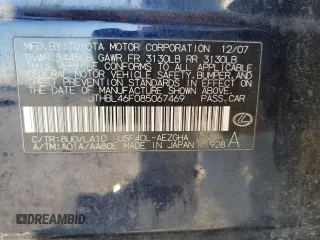 MFD. BY: TOYOTA MOTOR CORPORATION 12/07
GVWR 5445LB GAWR FR 3130LB RR 3130LB
THIS VEHICLE CONFORMS TO ALL APPLICABLE
FEDERAL MOTOR VEHICLE SAFETY, BUMPER, AND
THEFT PREVENTION STANDARDS IN EFFECT ON
THE DATE OF MANUFACTURE SHOWN ABOVE.
JTHBL46F085067469 PASS. CAR
C/TR: 8U0/LA10 USF40L-AEZGHA
TM/A: A01A/AA80E MADE IN JAPAN 928 A
DIDABIDID